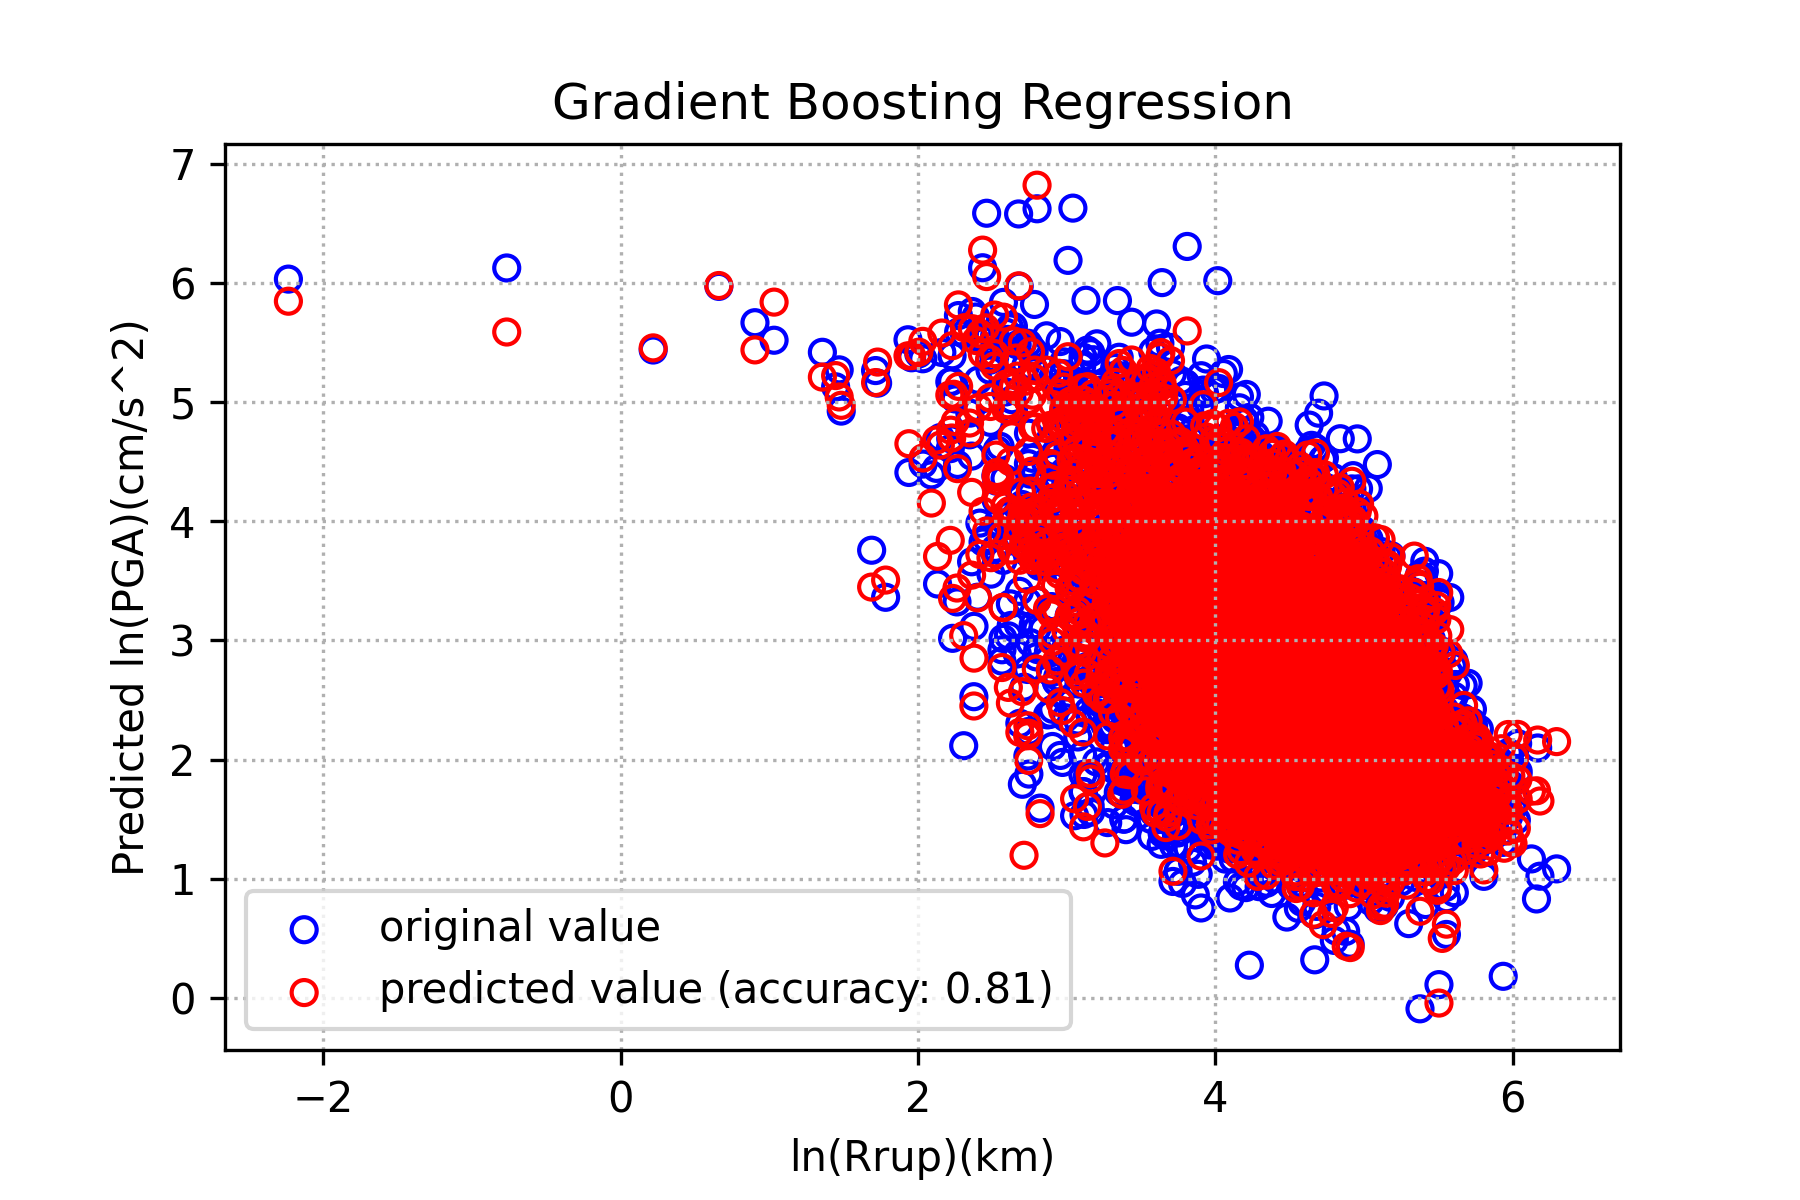 Gradient Boosting Regression
7
6
5
4
3
2
1
0
Predicted ln(PGA)(cm/s^2)
original value
predicted value (accuracy: 0.81)
−2 0 2 4 6
ln(Rrup)(km)